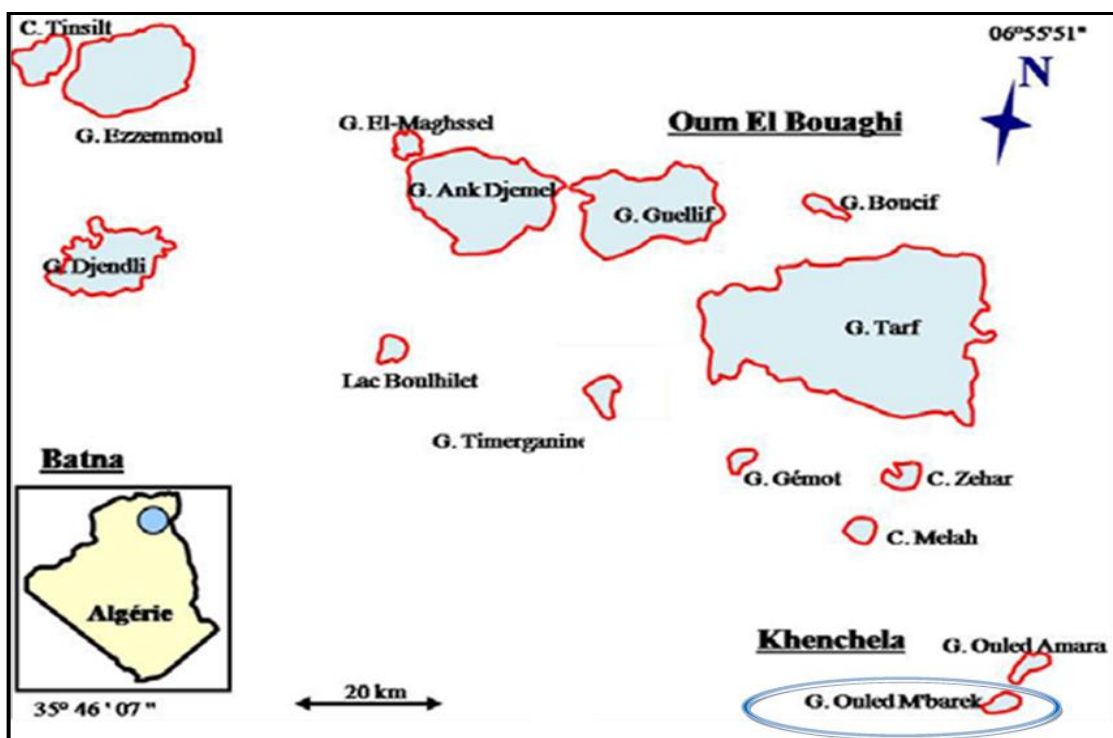 C. Tinsilt
06°55'51"
N
G. Ezzemmoul
G. El-Maghssel
Oum El Bouaghi
G. Ank Djemel
G. Guellif
G. Boucif
G. Djendli
G. Tarf
Lac Boulhilet
G. Timerganine
Batna
G. Gémot
C. Zehar
C. Melah
Algérie
Khenchela
G. Ouled Amara
20 km
G. Ouled M'barek
35° 46 ' 07 "